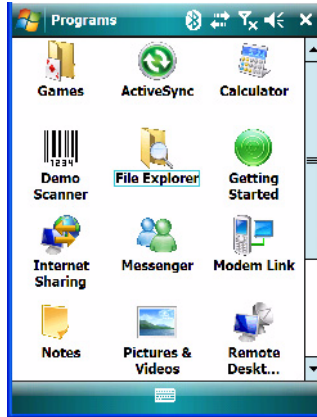 Programs
Games
ActiveSync
Calculator
1234
Demo
Scanner
File Explorer
Getting
Started
Internet
Sharing
Messenger
Modem Link
Notes
Pictures &
Videos
Remote
Deskt...